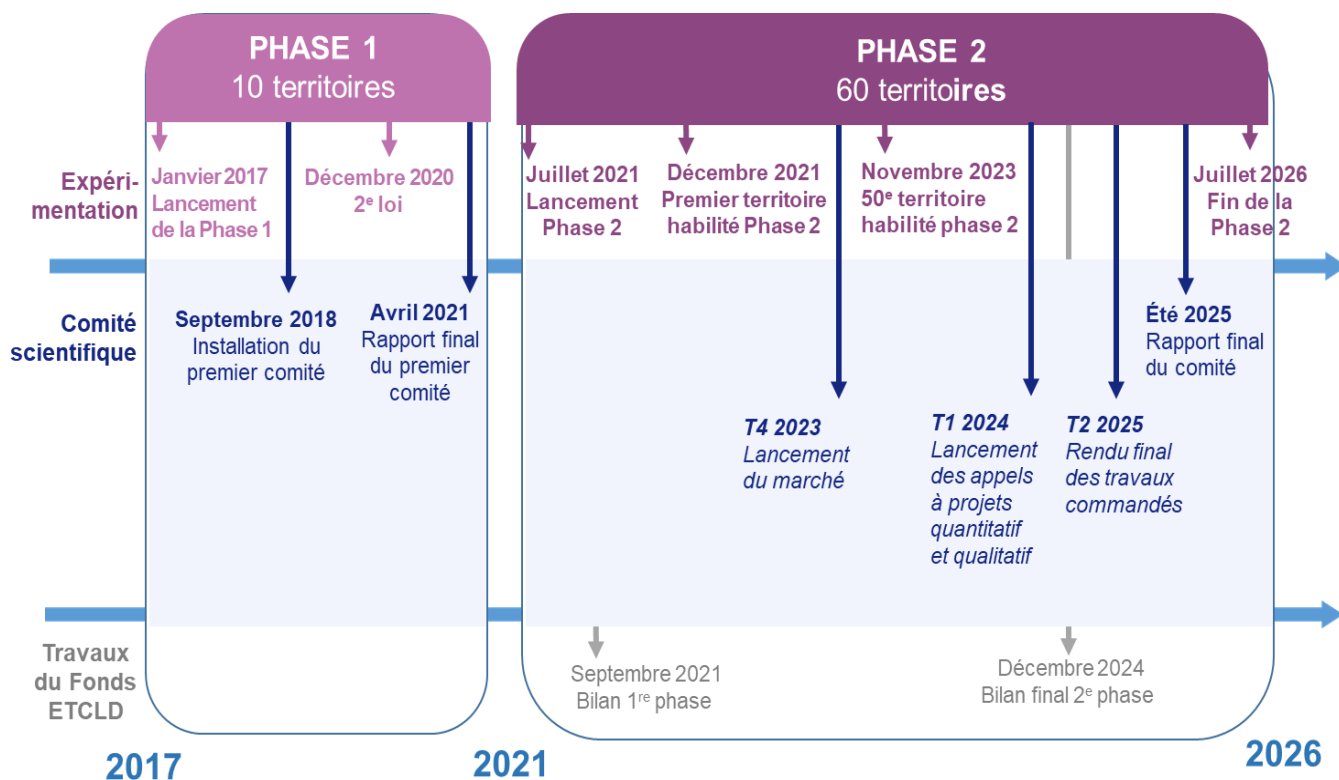 PHASE 1
10 territoires
PHASE 2
60 territoires
Expéri-
mentation
Janvier 2017
Lancement
de la Phase 1
Décembre 2020
2e loi
Juillet 2021
Lancement
Phase 2
Décembre 2021
Premier territoire
habilité Phase 2
Novembre 2023
50e territoire
habilité phase 2
Juillet 2026
Fin de la
Phase 2
Comité
scientifique
Septembre 2018
Installation du
premier comité
Avril 2021
Rapport final
du premier
comité
T4 2023
Lancement
du marché
T1 2024
Lancement
des appels
à projets
quantitatif
et qualitatif
T2 2025
Rendu final
des travaux
commandés
Été 2025
Rapport final
du comité
Travaux
du Fonds
ETCLD
Septembre 2021
Bilan 1re phase
Décembre 2024
Bilan final 2e phase
2017
2021
2026